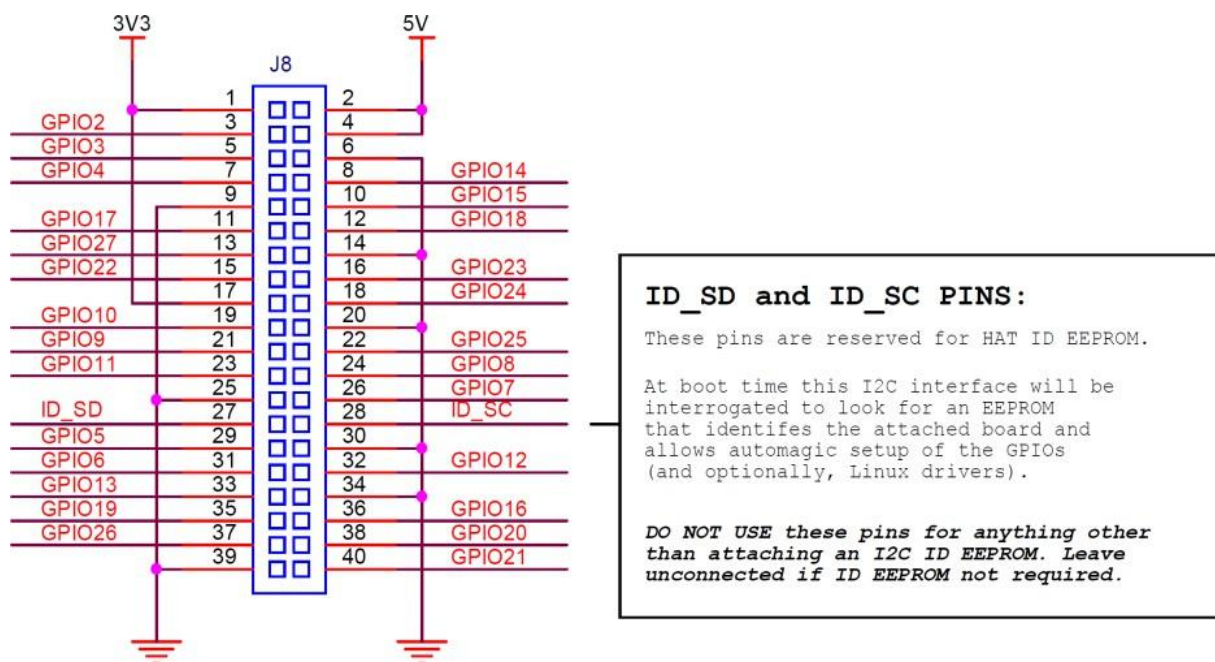 3V3 5V
J8
1 2
GPIO2 3 4
GPIO3 5 6
GPIO4 7 8 GPIO14
9 10 GPIO15
GPIO17 11 12 GPIO18
GPIO27 13 14
GPIO22 15 16 GPIO23
17 18 GPIO24
GPIO10 19 20
GPIO9 21 22 GPIO25
GPIO11 23 24 GPIO8
25 26 GPIO7
ID_SD 27 28 ID_SC
GPIO5 29 30
GPIO6 31 32 GPIO12
GPIO13 33 34
GPIO19 35 36 GPIO16
GPIO26 37 38 GPIO20
39 40 GPIO21
ID_SD and ID_SC PINS:
These pins are reserved for HAT ID EEPROM.
At boot time this I2C interface will be
interrogated to look for an EEPROM
that identifes the attached board and
allows automagic setup of the GPIOs
(and optionally, Linux drivers).
DO NOT USE these pins for anything other
than attaching an I2C ID EEPROM. Leave
unconnected if ID EEPROM not required.